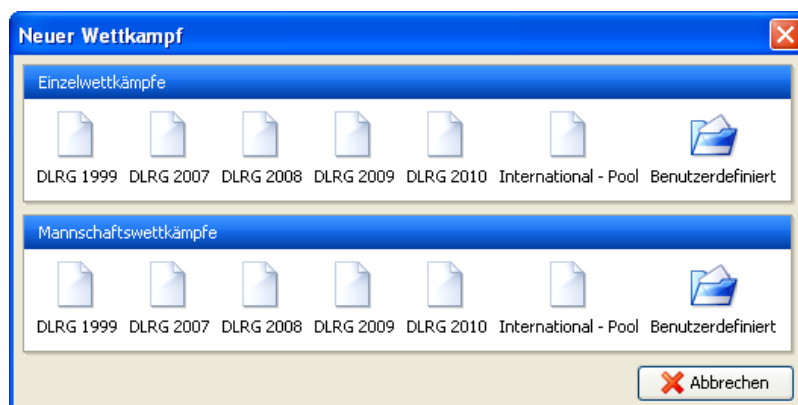 Neuer Wettkampf
Einzelwettkämpfe
DLRG 1999 DLRG 2007 DLRG 2008 DLRG 2009 DLRG 2010 International - Pool Benutzerdefiniert
Mannschaftswettkämpfe
DLRG 1999 DLRG 2007 DLRG 2008 DLRG 2009 DLRG 2010 International - Pool Benutzerdefiniert
Abbrechen